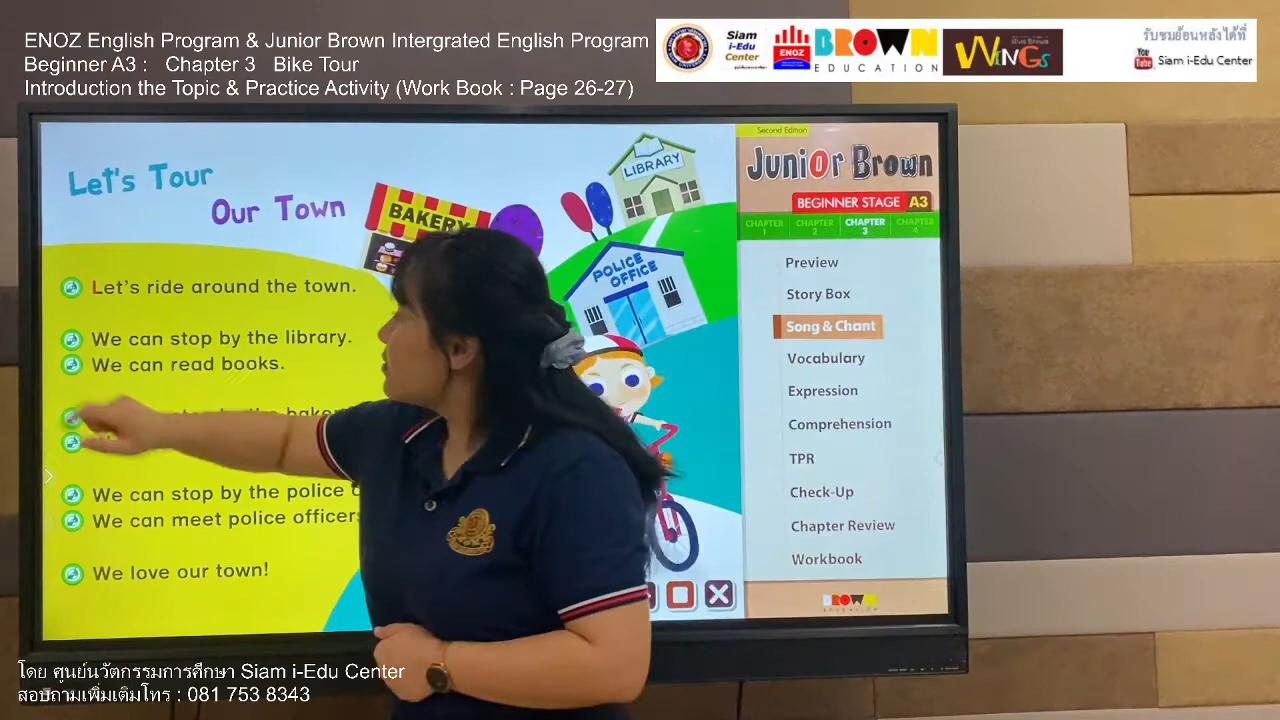 ENOZ English Program & Junior Brown Intergrated English Program
Beginner A3 : Chapter 3 Bike Tour
Introduction the Topic & Practice Activity (Work Book : Page 26-27)
Siam
i-Edu
Center
ENOZ
BROWN
EDUCATION
WiNGs
รับชมย้อนหลังได้ที่
You
Tube
Siam i-Edu Center
Let's Tour
Our Town
BAKERY
LIBRARY
POLICE
OFFICE
Let's ride around the town.
We can stop by the library.
We can read books.
We can stop by the police
We can meet police officers
We love our town!
Second Edition
Junior Brown
BEGINNER STAGE A3
CHAPTER 1
CHAPTER 2
CHAPTER 3
CHAPTER 4
Preview
Story Box
Song & Chant
Vocabulary
Expression
Comprehension
TPR
Check-Up
Chapter Review
Workbook
BROWN
EDUCATION
โดย ศูนย์นวัตกรรมการศึกษา Siam i-Edu Center
สอบถามเพิ่มเติมโทร : 081 753 8343